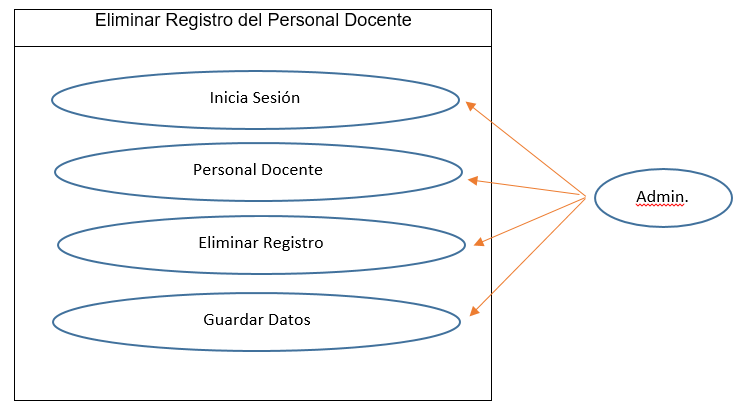 Eliminar Registro del Personal Docente
Inicia Sesión
Personal Docente
Admin.
Eliminar Registro
Guardar Datos